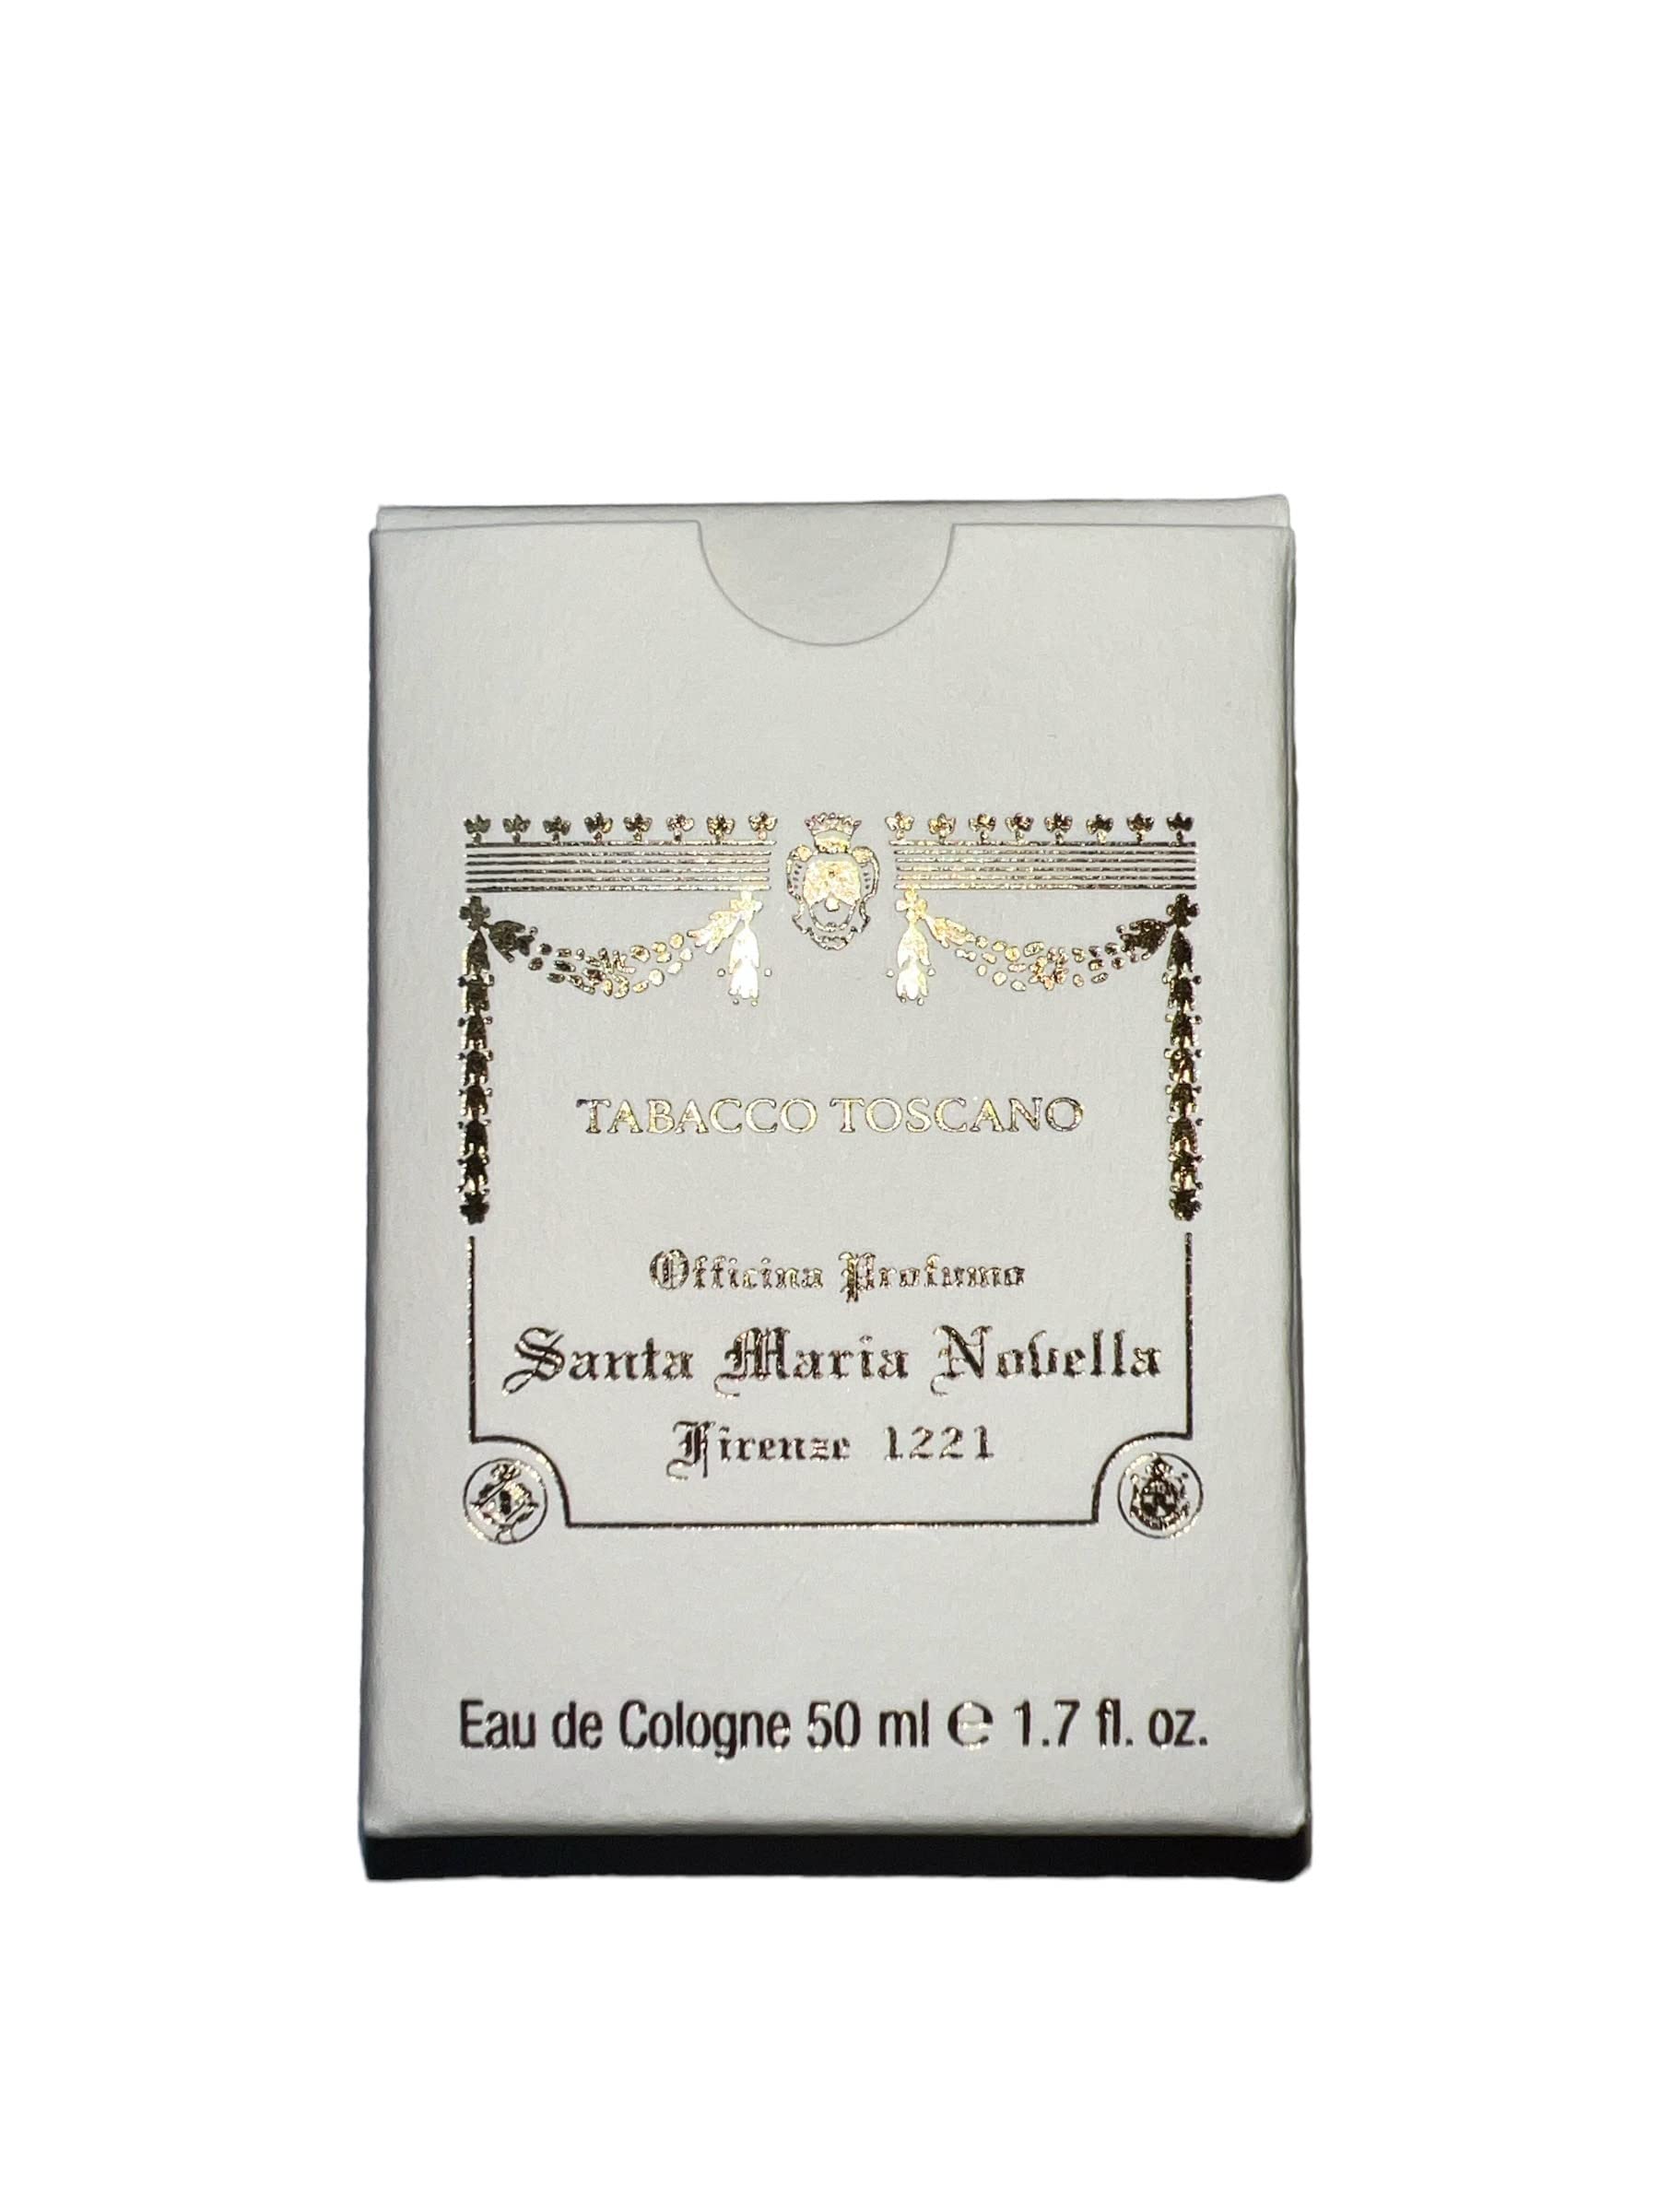 TABACCO TOSCANO
Officina Profumo
Santa Maria Novella
Firenze 1221
Eau de Cologne 50 ml ℮ 1.7 fl. oz.